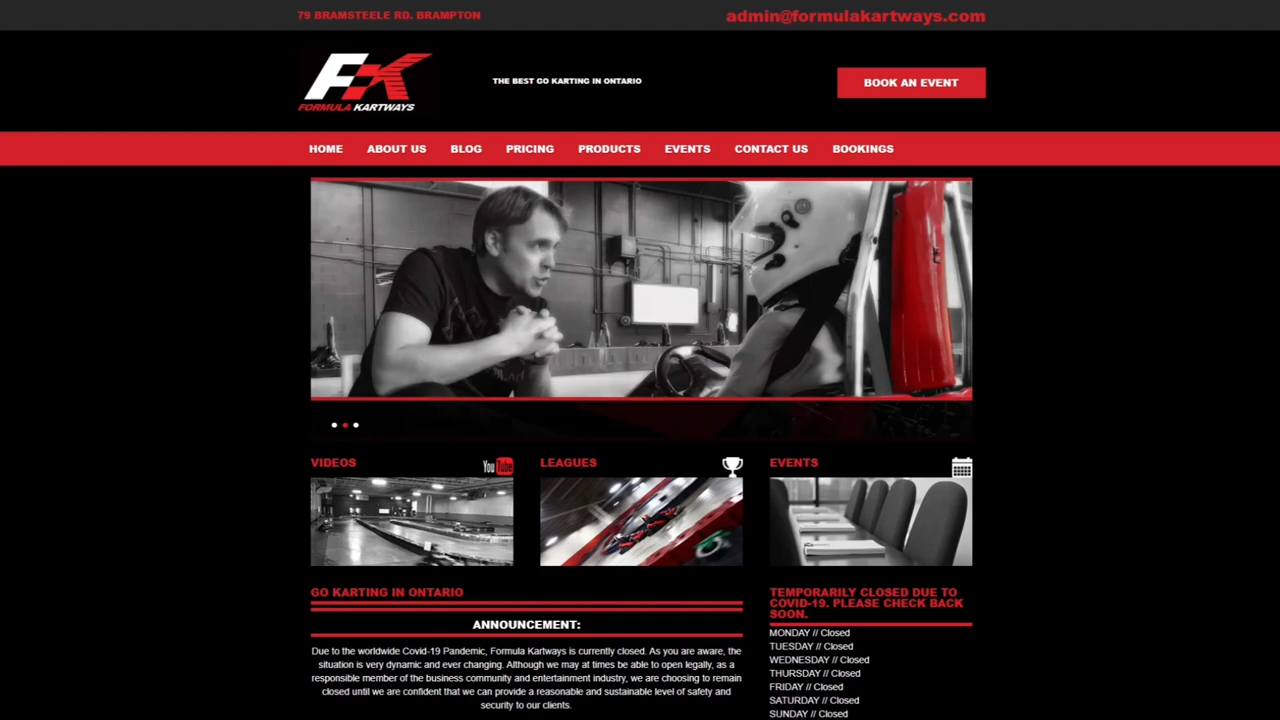 79 BRAMSTEELE RD. BRAMPTON
admin@formulakartways.com
FK
FORMULA KARTWAYS
THE BEST GO KARTING IN ONTARIO
BOOK AN EVENT
HOME ABOUT US BLOG PRICING PRODUCTS EVENTS CONTACT US BOOKINGS
VIDEOS
You Tube
LEAGUES
EVENTS
GO KARTING IN ONTARIO
ANNOUNCEMENT:
Due to the worldwide Covid-19 Pandemic, Formula Kartways is currently closed. As you are aware, the
situation is very dynamic and ever changing. Although we may at times be able to open legally, as a
responsible member of the business community and entertainment industry, we are choosing to remain
closed until we are confident that we can provide a reasonable and sustainable level of safety and
security to our clients.
TEMPORARILY CLOSED DUE TO
COVID-19. PLEASE CHECK BACK
SOON.
MONDAY // Closed
TUESDAY // Closed
WEDNESDAY // Closed
THURSDAY // Closed
FRIDAY // Closed
SATURDAY // Closed
SUNDAY // Closed